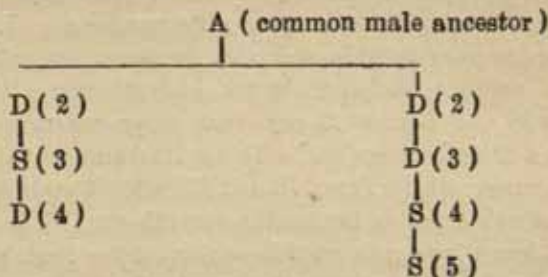 A ( common male ancestor)
D(2) D(2)
S(3) D(3)
D(4) S(4)
S(5)